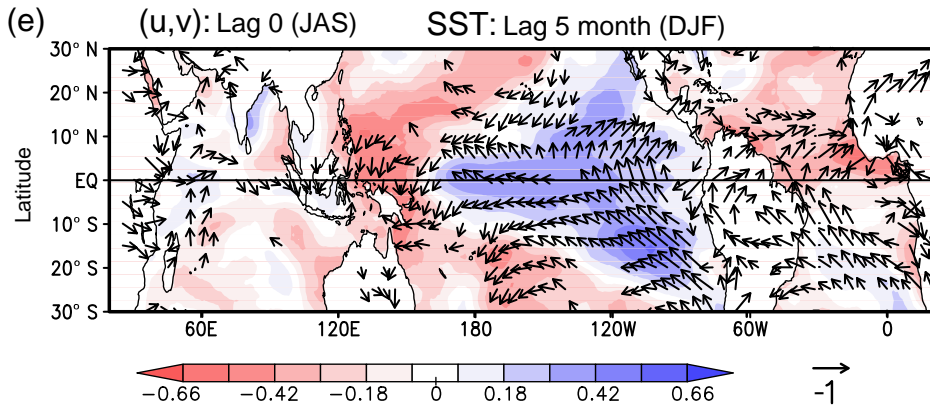 (e) (u,v): Lag 0 (JAS) SST: Lag 5 month (DJF)
30° N
20° N
10° N
EQ
10° S
20° S
30° S
Latitude
60E 120E 180 120W 60W 0
−0.66 −0.42 −0.18 0 0.18 0.42 0.66
-1